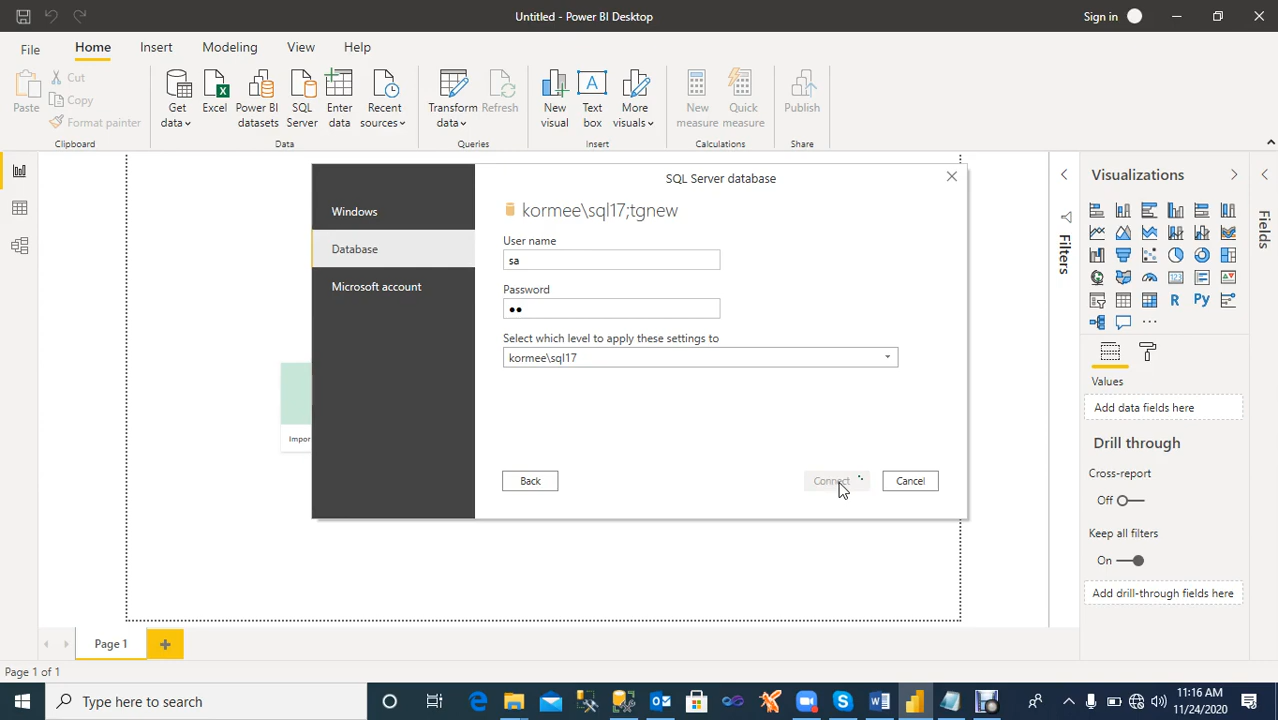 Untitled - Power BI Desktop
Sign in
File
Home
Insert
Modeling
View
Help
Paste
Cut
Copy
Format painter
Clipboard
Get data
Excel
Power BI datasets
SQL Server
Enter data
Recent sources
Data
Transform data
Refresh
Queries
New visual
Text box
More visuals
Insert
New measure
Quick measure
Calculations
Publish
Share
SQL Server database
Windows
Database
Microsoft account
kormee\sql17;tgnew
User name
sa
Password
●●
Select which level to apply these settings to
kormee\sql17
Back
Connect
Cancel
Impor
Filters
Visualizations
R
Py
Values
Add data fields here
Drill through
Cross-report
Off
Keep all filters
On
Add drill-through fields here
Fields
Page 1
Page 1 of 1
Type here to search
11:16 AM
11/24/2020